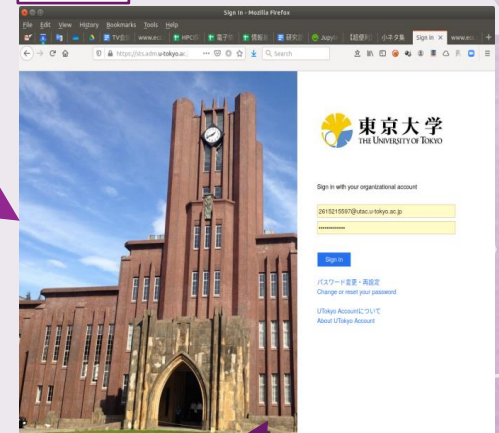 Sign in - Mozilla Firefox
File Edit View History Bookmarks Tools Help
Sign in
https://sts.adm.u-tokyo.ac
Search
東京大学
THE UNIVERSITY OF TOKYO
Sign in with your organizational account
2615215597@utac.u-tokyo.ac.jp
Sign in
パスワード変更・再設定
Change or reset your password
UTokyo Accountについて
About UTokyo Account